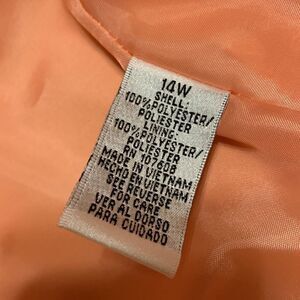 14W
SHELL:
100%POLYESTER/
POLIESTER
LINING:
100%POLYESTER/
POLIESTER
RN 107608
MADE IN VIETNAM
HECHO EN VIETNAM
SEE REVERSE
FOR CARE
VER AL DORSO
PARA CUIDADO